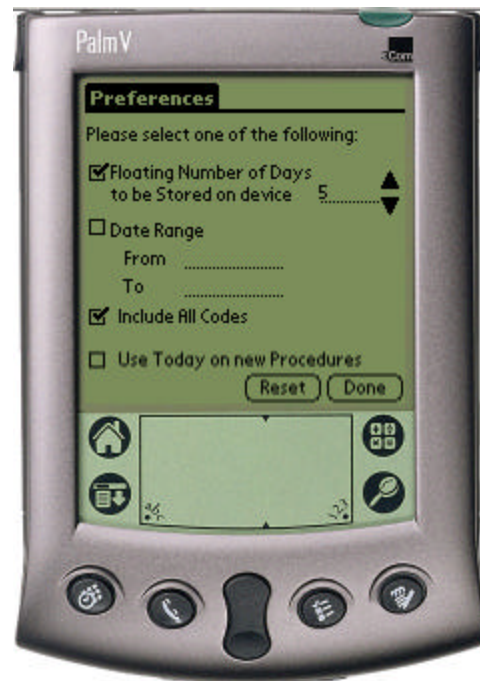 Palm V
3Com
Preferences
Please select one of the following:
Floating Number of Days
to be Stored on device 5
Date Range
From
To
Include All Codes
Use Today on new Procedures
Reset Done